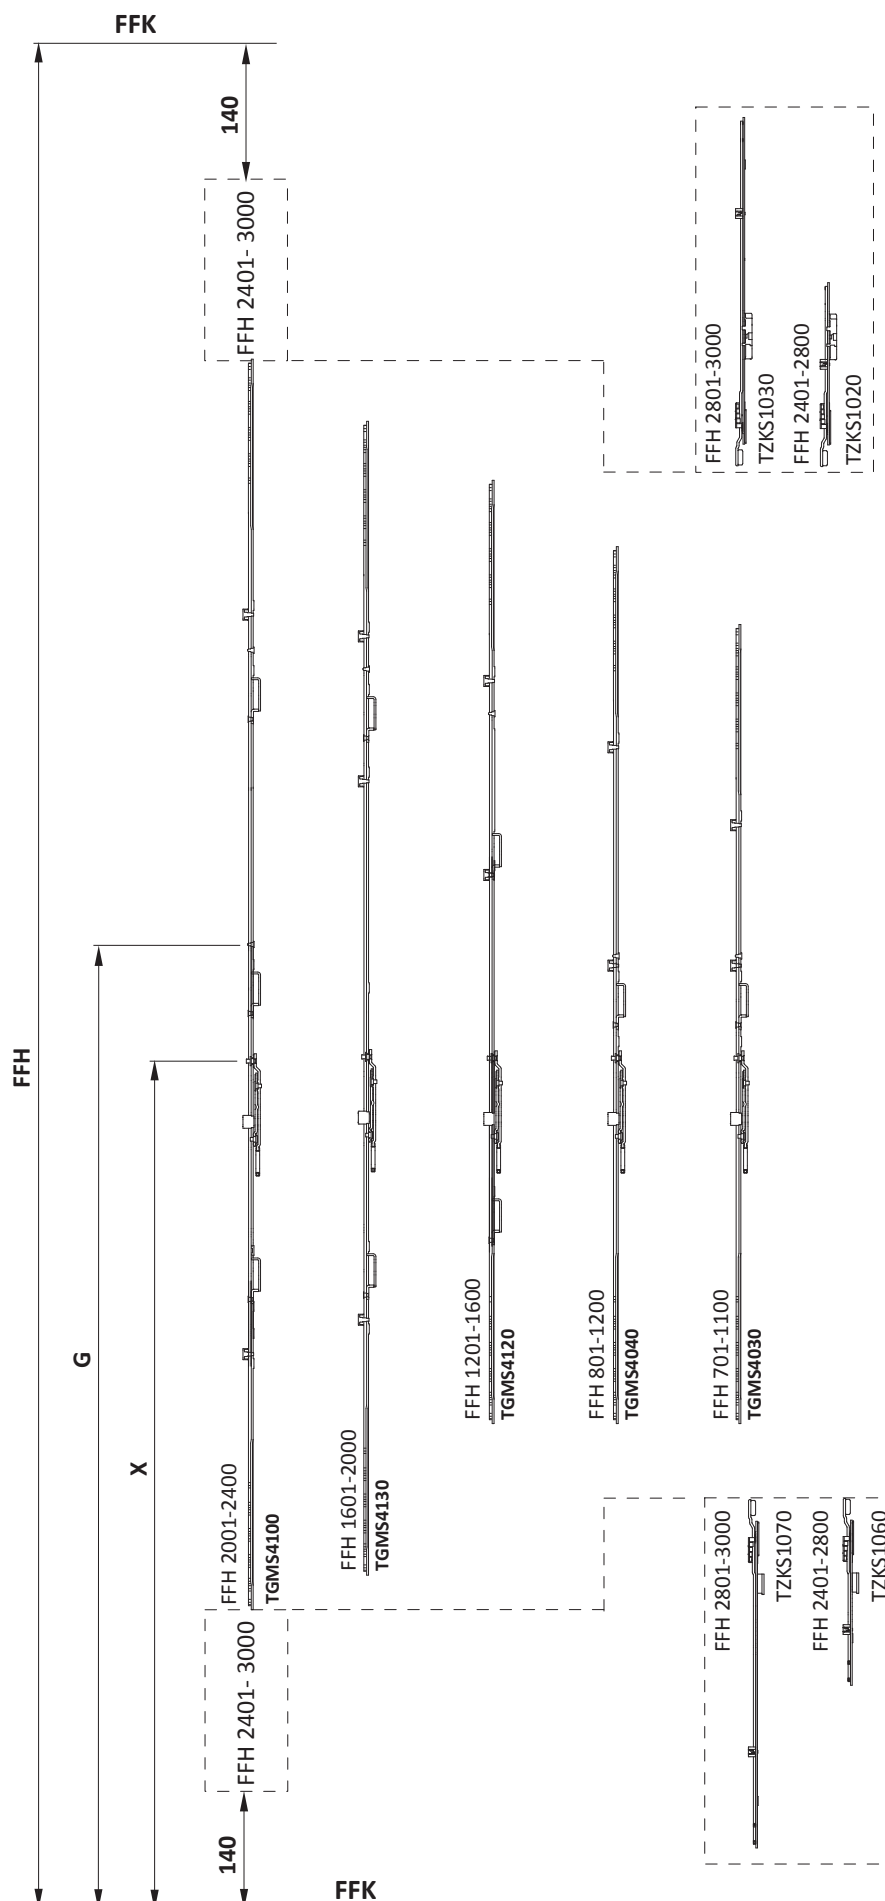 FFK
140
FFH 2401- 3000
FFH 2801-3000
TZKS1030
FFH 2401-2800
TZKS1020
FFH
G
X
FFH 2001-2400
TGMS4100
FFH 1601-2000
TGMS4130
FFH 1201-1600
TGMS4120
FFH 801-1200
TGMS4040
FFH 701-1100
TGMS4030
FFH 2401- 3000
FFH 2801-3000
TZKS1070
FFH 2401-2800
TZKS1060
140
FFK